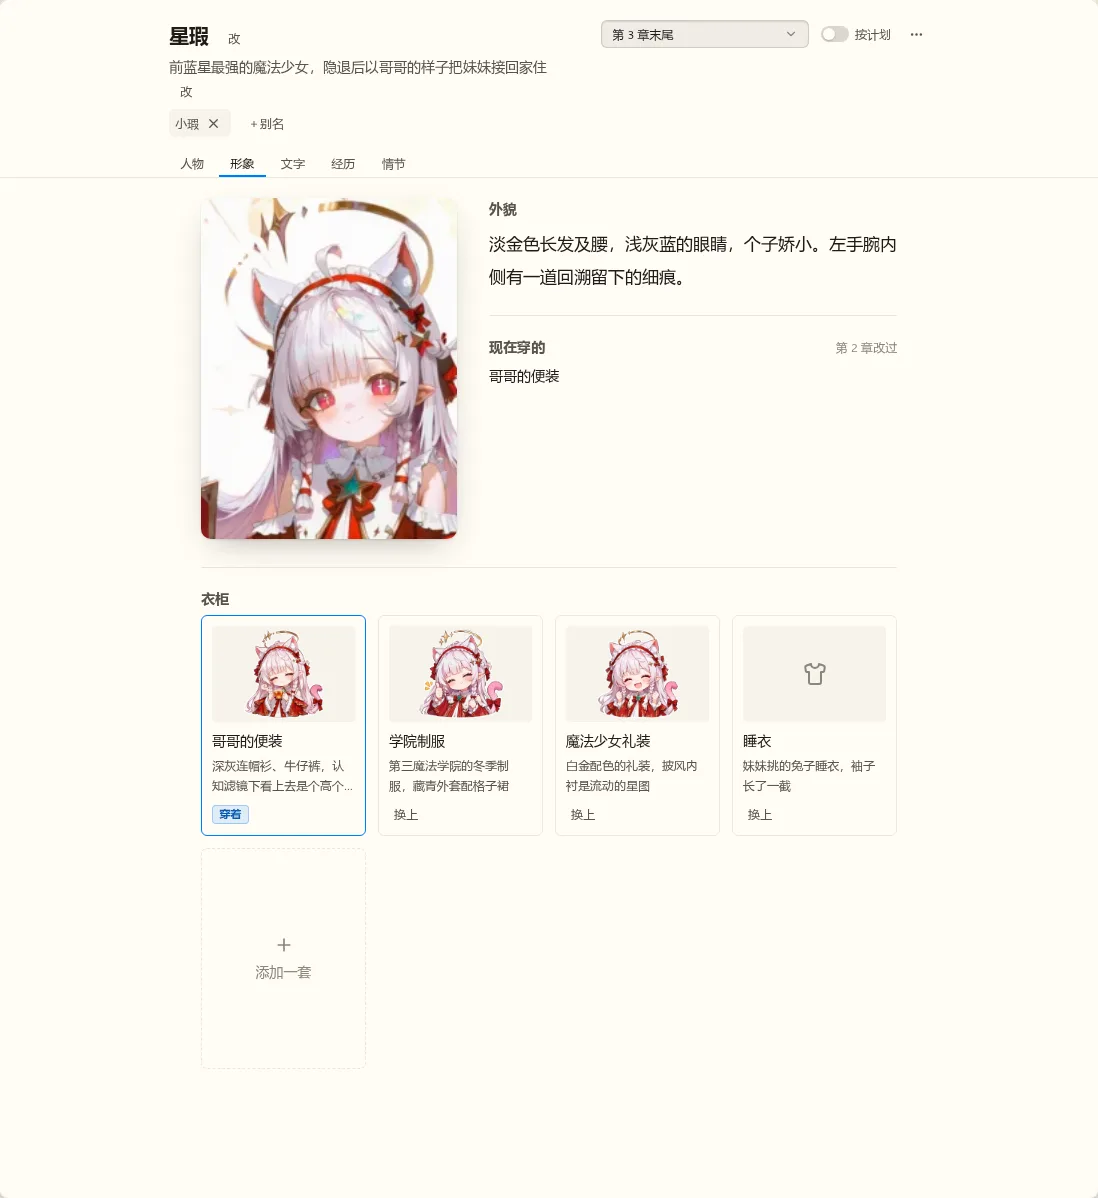 星瑕 改
第 3 章末尾
按计划
前蓝星最强的魔法少女，隐退后以哥哥的样子把妹妹接回家住
改
小瑕
+ 别名
人物 形象 文字 经历 情节
外貌
淡金色长发及腰，浅灰蓝的眼睛，个子娇小。左手腕内
侧有一道回溯留下的细痕。
现在穿的
第 2 章改过
哥哥的便装
衣柜
哥哥的便装
深灰连帽衫、牛仔裤，认
知滤镜下看上去是个高个...
穿着
学院制服
第三魔法学院的冬季制
服，藏青外套配格子裙
换上
魔法少女礼装
白金配色的礼装，披风内
衬是流动的星图
换上
睡衣
妹妹挑的兔子睡衣，袖子
长了一截
换上
添加一套